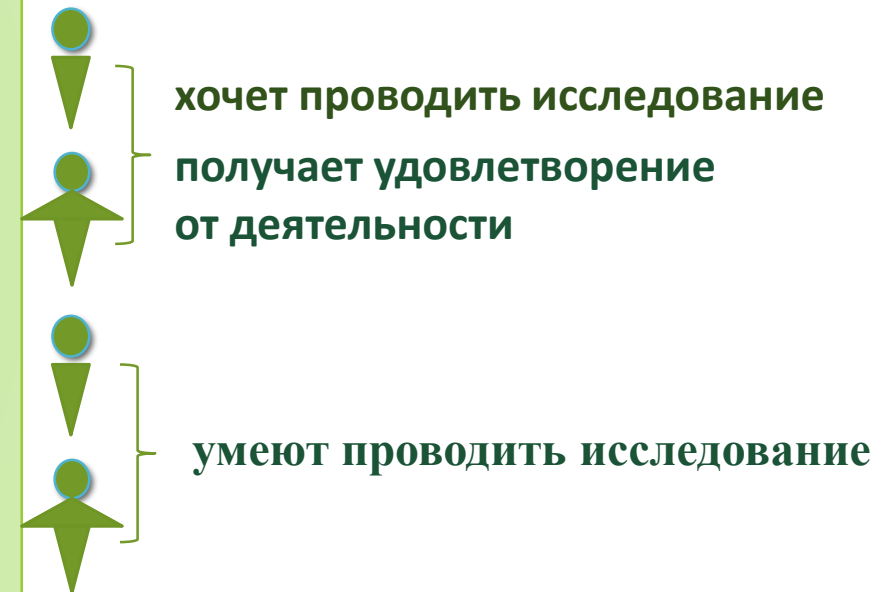 хочет проводить исследование
получает удовлетворение
от деятельности
умеют проводить исследование